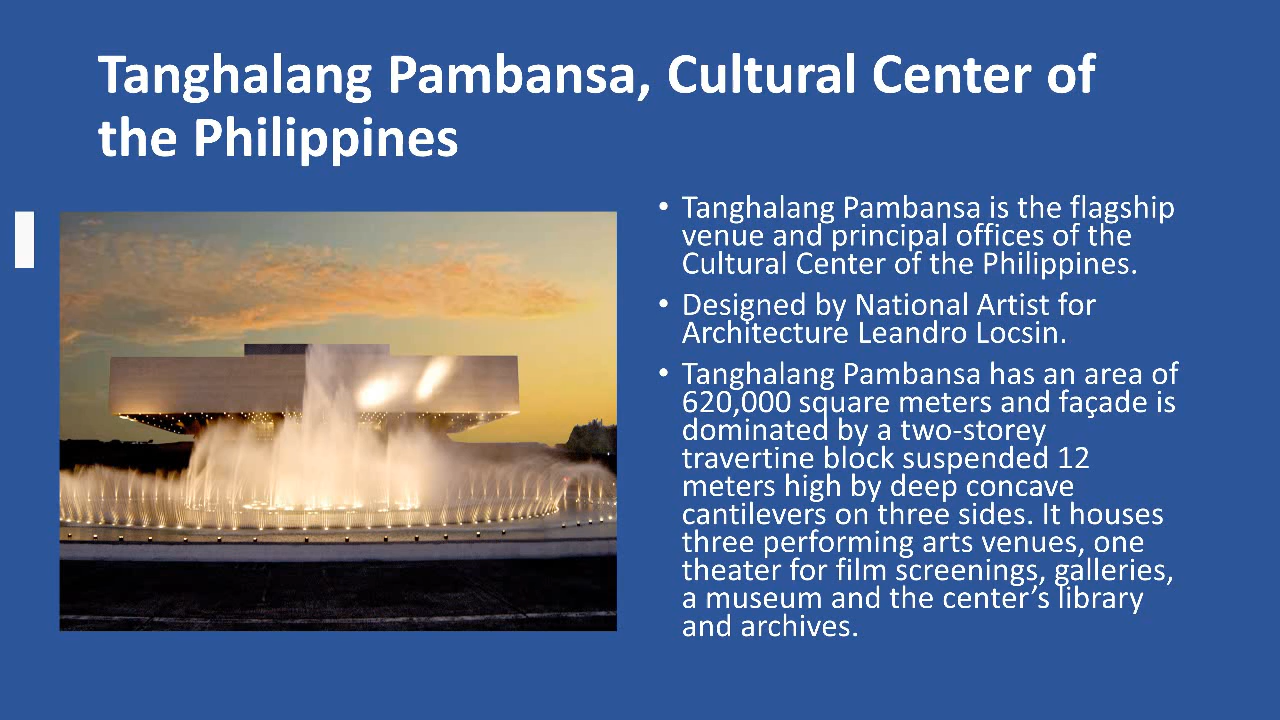 Tanghalang Pambansa, Cultural Center of
the Philippines
• Tanghalang Pambansa is the flagship
venue and principal offices of the
Cultural Center of the Philippines.
• Designed by National Artist for
Architecture Leandro Locsin.
• Tanghalang Pambansa has an area of
620,000 square meters and façade is
dominated by a two-storey
travertine block suspended 12
meters high by deep concave
cantilevers on three sides. It houses
three performing arts venues, one
theater for film screenings, galleries,
a museum and the center’s library
and archives.